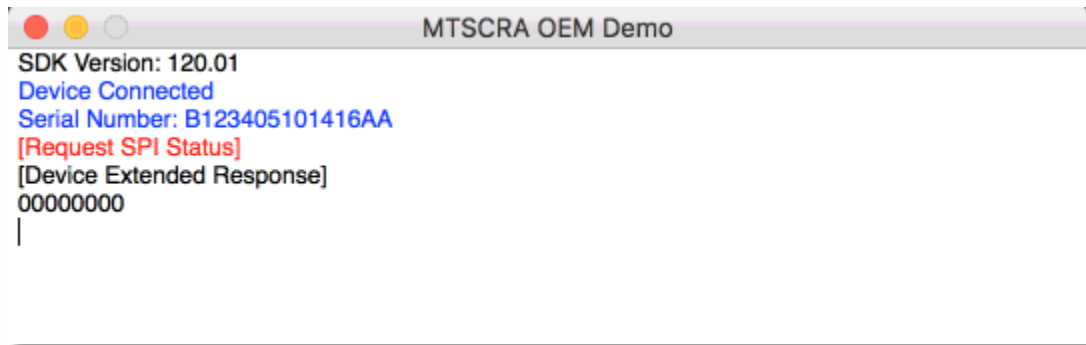 MTSCRA OEM Demo
SDK Version: 120.01
Device Connected
Serial Number: B123405101416AA
[Request SPI Status]
[Device Extended Response]
00000000